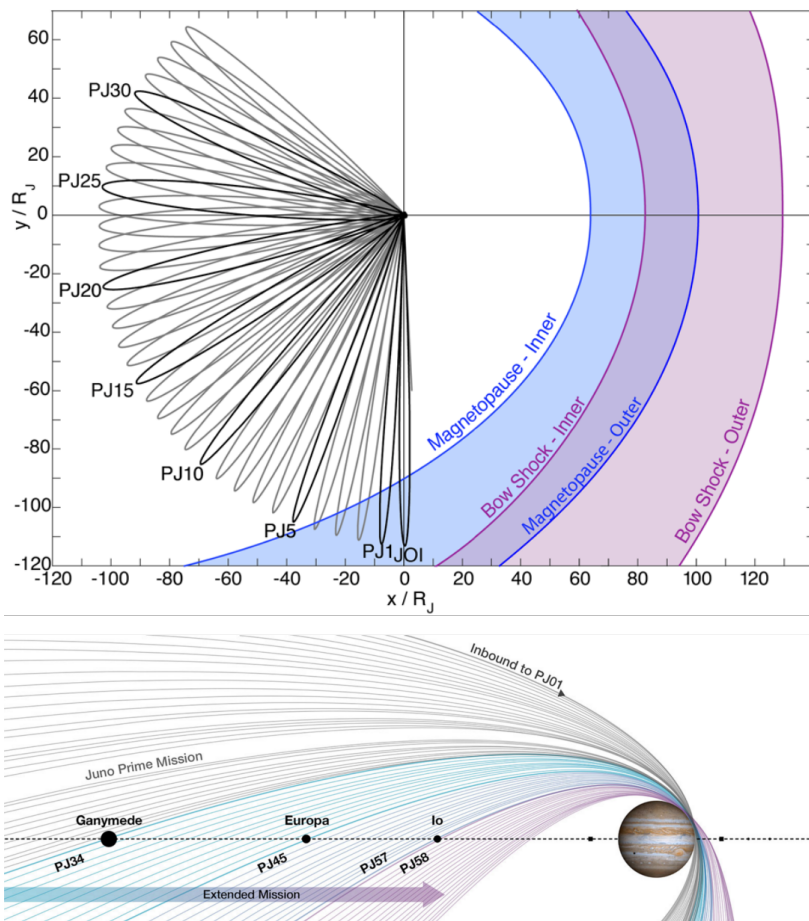 60
40
20
0
-20
-40
-60
-80
-100
-120
y / R_J
PJ30
PJ25
PJ20
PJ15
PJ10
PJ5
PJ1
JOI
Magnetopause - Inner
Bow Shock - Inner
Magnetopause - Outer
Bow Shock - Outer
-120 -100 -80 -60 -40 -20 0 20 40 60 80 100 120
x / R_J
Inbound to PJ01
Juno Prime Mission
Ganymede Europa Io
PJ34 PJ45 PJ57 PJ58
Extended Mission